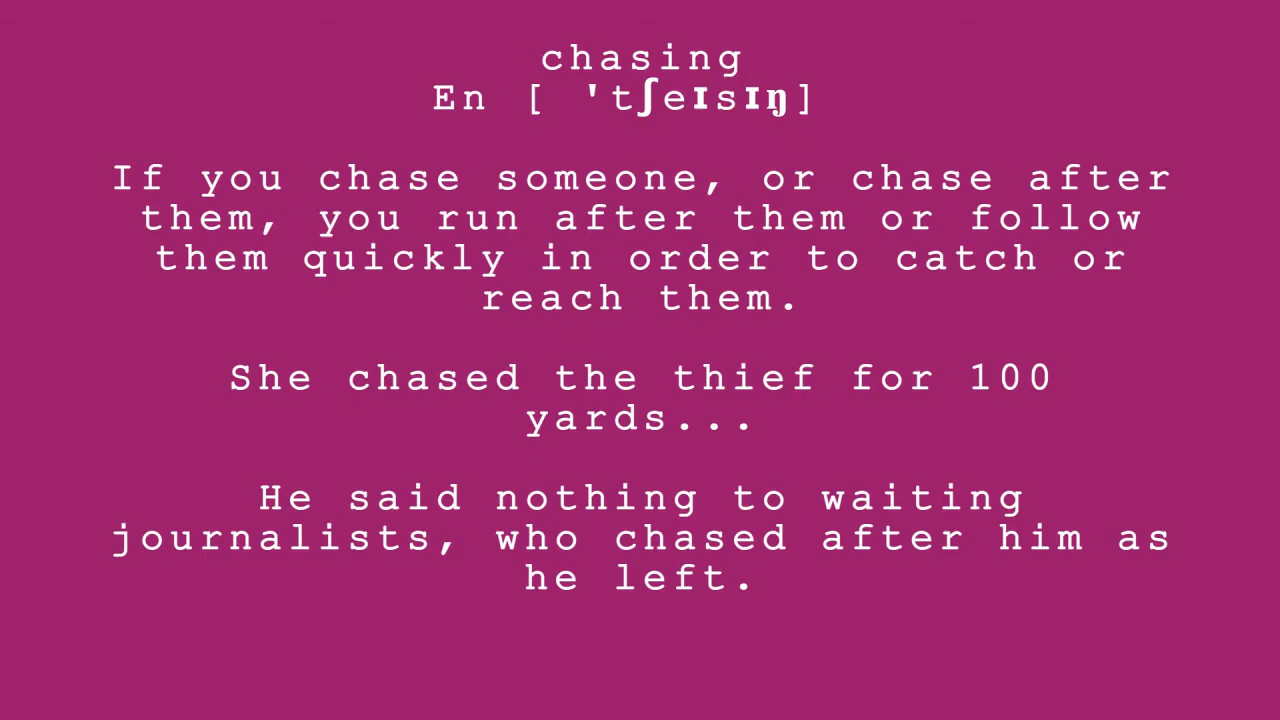 chasing
En [ 'tʃeɪsɪŋ]
If you chase someone, or chase after
them, you run after them or follow
them quickly in order to catch or
reach them.
She chased the thief for 100
yards...
He said nothing to waiting
journalists, who chased after him as
he left.